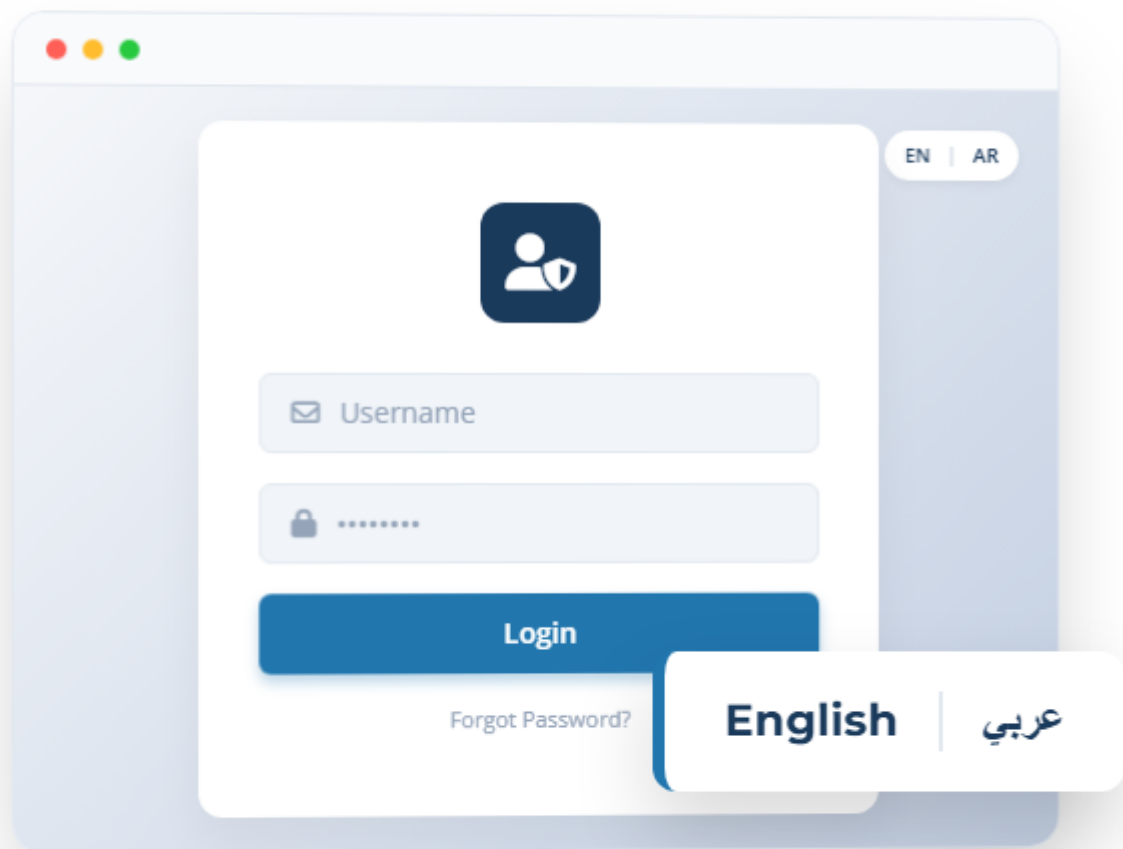 EN | AR
Username
••••••••
Login
Forgot Password?
English | عربي